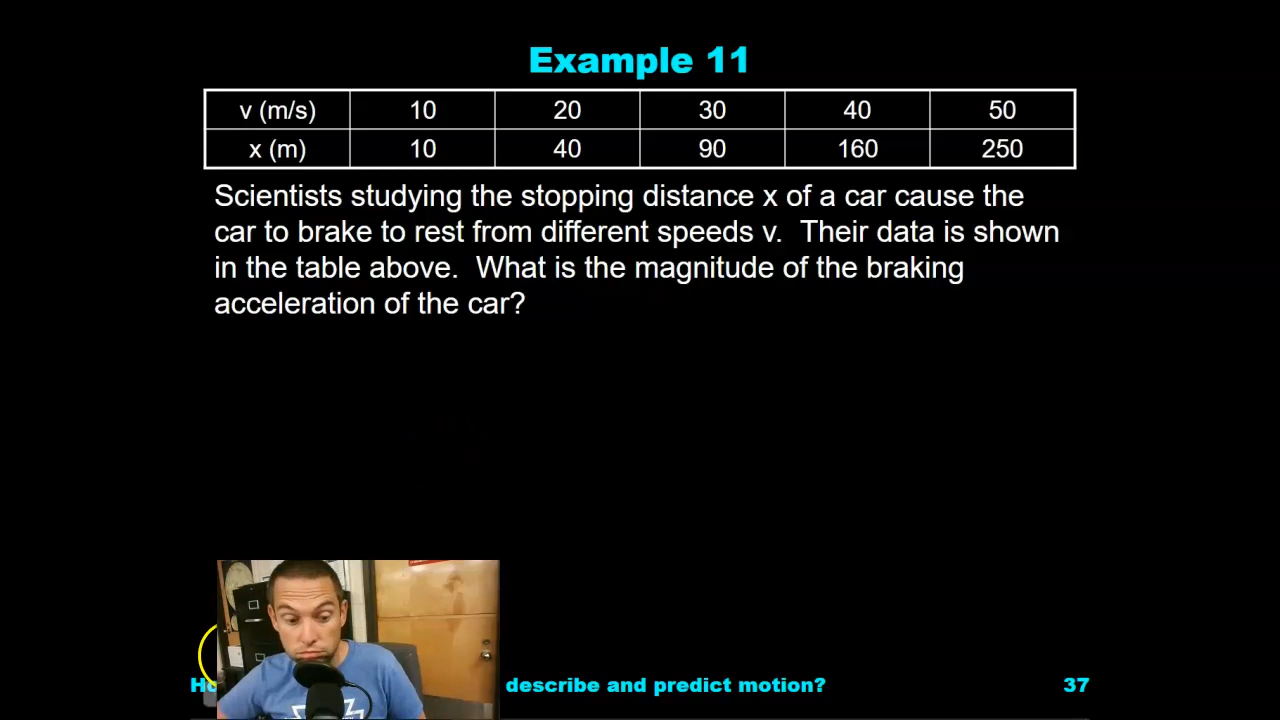 Example 11
v (m/s) 10 20 30 40 50
x (m) 10 40 90 160 250
Scientists studying the stopping distance x of a car cause the
car to brake to rest from different speeds v.  Their data is shown
in the table above.  What is the magnitude of the braking
acceleration of the car?
describe and predict motion? 37